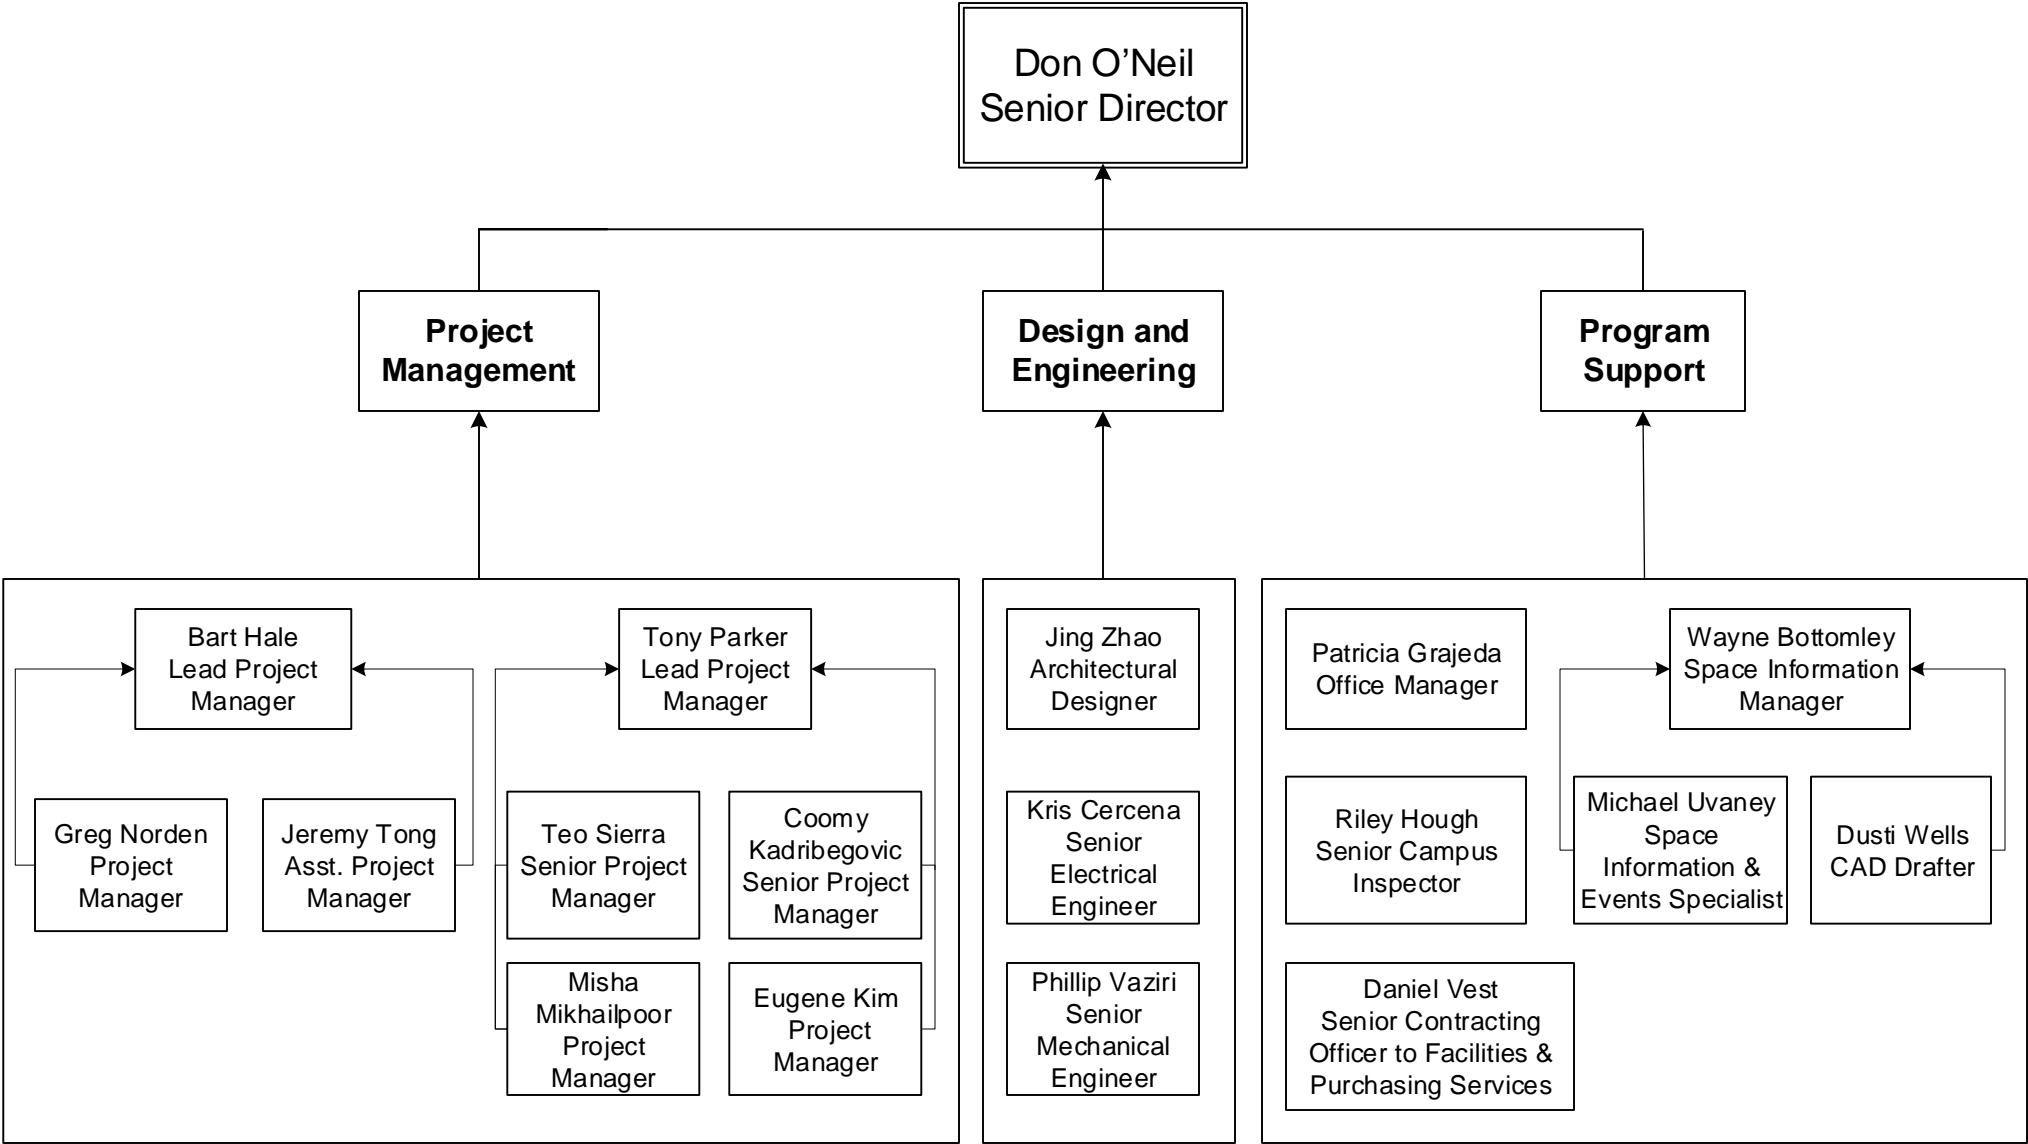 Don O’Neil
Senior Director
Project
Management
Design and
Engineering
Program
Support
Bart Hale
Lead Project
Manager
Tony Parker
Lead Project
Manager
Greg Norden
Project
Manager
Jeremy Tong
Asst. Project
Manager
Teo Sierra
Senior Project
Manager
Coomy
Kadribegovic
Senior Project
Manager
Misha
Mikhailpoor
Project
Manager
Eugene Kim
Project
Manager
Jing Zhao
Architectural
Designer
Kris Cercena
Senior
Electrical
Engineer
Phillip Vaziri
Senior
Mechanical
Engineer
Patricia Grajeda
Office Manager
Wayne Bottomley
Space Information
Manager
Riley Hough
Senior Campus
Inspector
Michael Uvaney
Space
Information &
Events Specialist
Dusti Wells
CAD Drafter
Daniel Vest
Senior Contracting
Officer to Facilities &
Purchasing Services